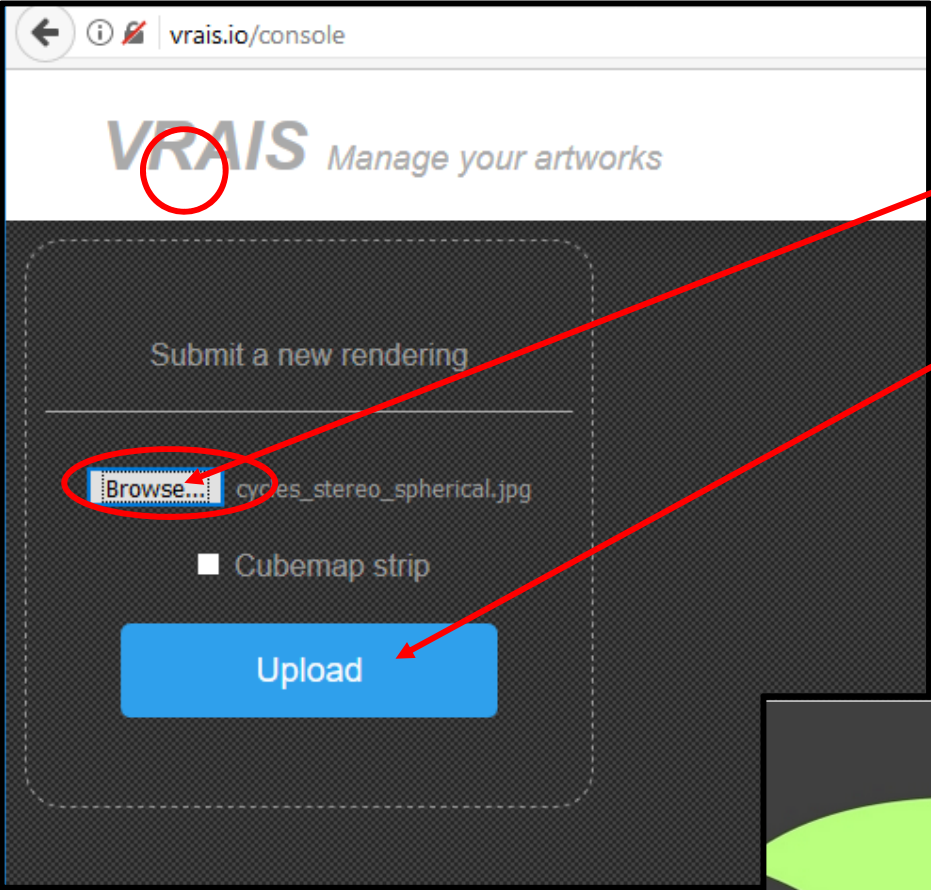 vrais.io/console
VRAIS Manage your artworks
Submit a new rendering
Browse... cycles_stereo_spherical.jpg
Cubemap strip
Upload